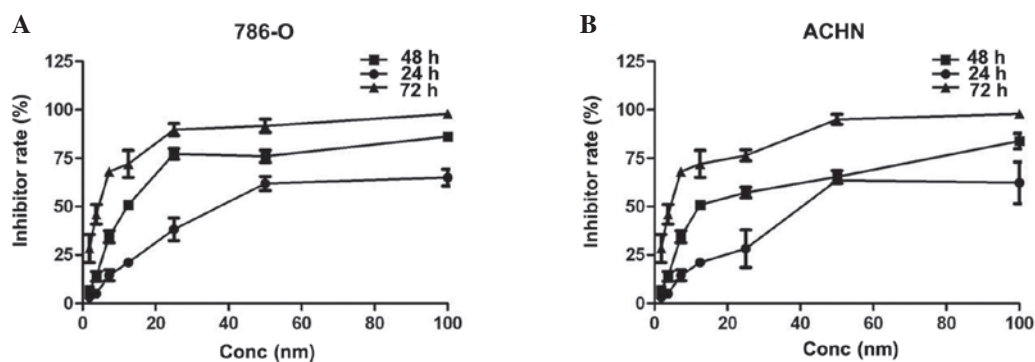 A
786-O
48 h
24 h
72 h
125
100
75
50
25
0
Inhibitor rate (%)
0 20 40 60 80 100
Conc (nm)
B
ACHN
48 h
24 h
72 h
125
100
75
50
25
0
Inhibitor rate (%)
0 20 40 60 80 100
Conc (nm)